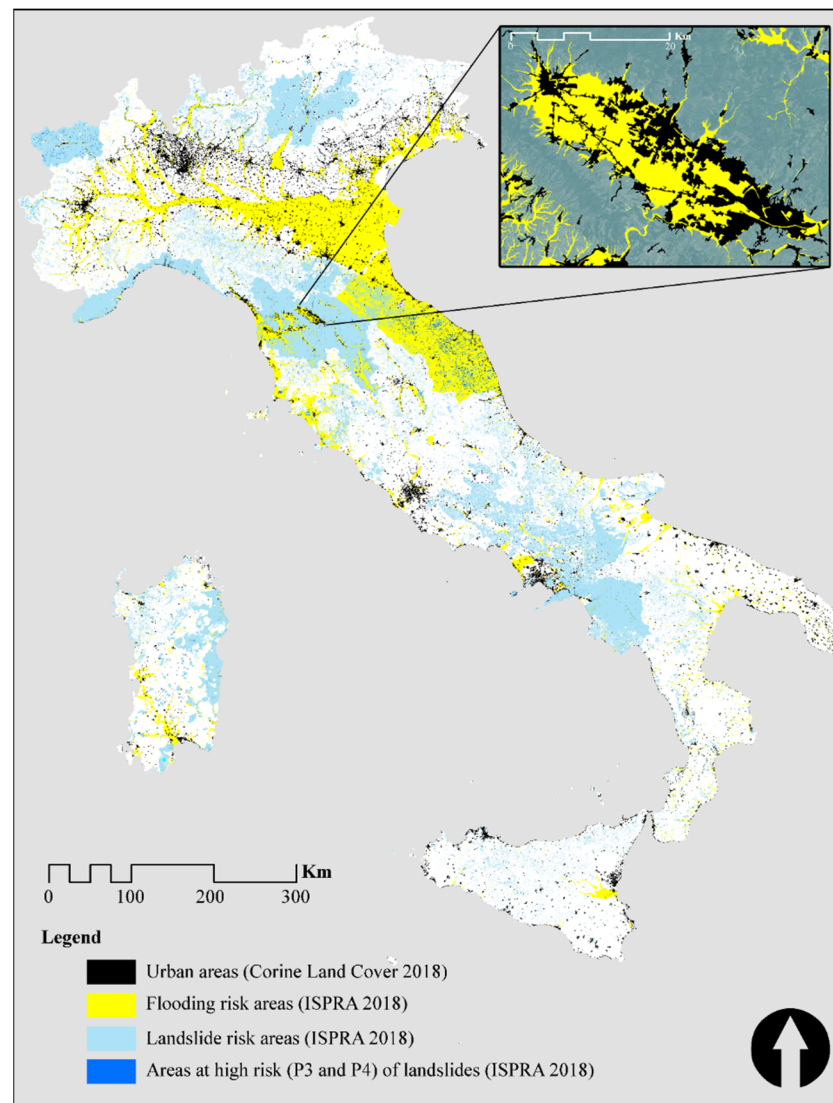 Km
0 20
Km
0 100 200 300
Legend
Urban areas (Corine Land Cover 2018)
Flooding risk areas (ISPRA 2018)
Landslide risk areas (ISPRA 2018)
Areas at high risk (P3 and P4) of landslides (ISPRA 2018)